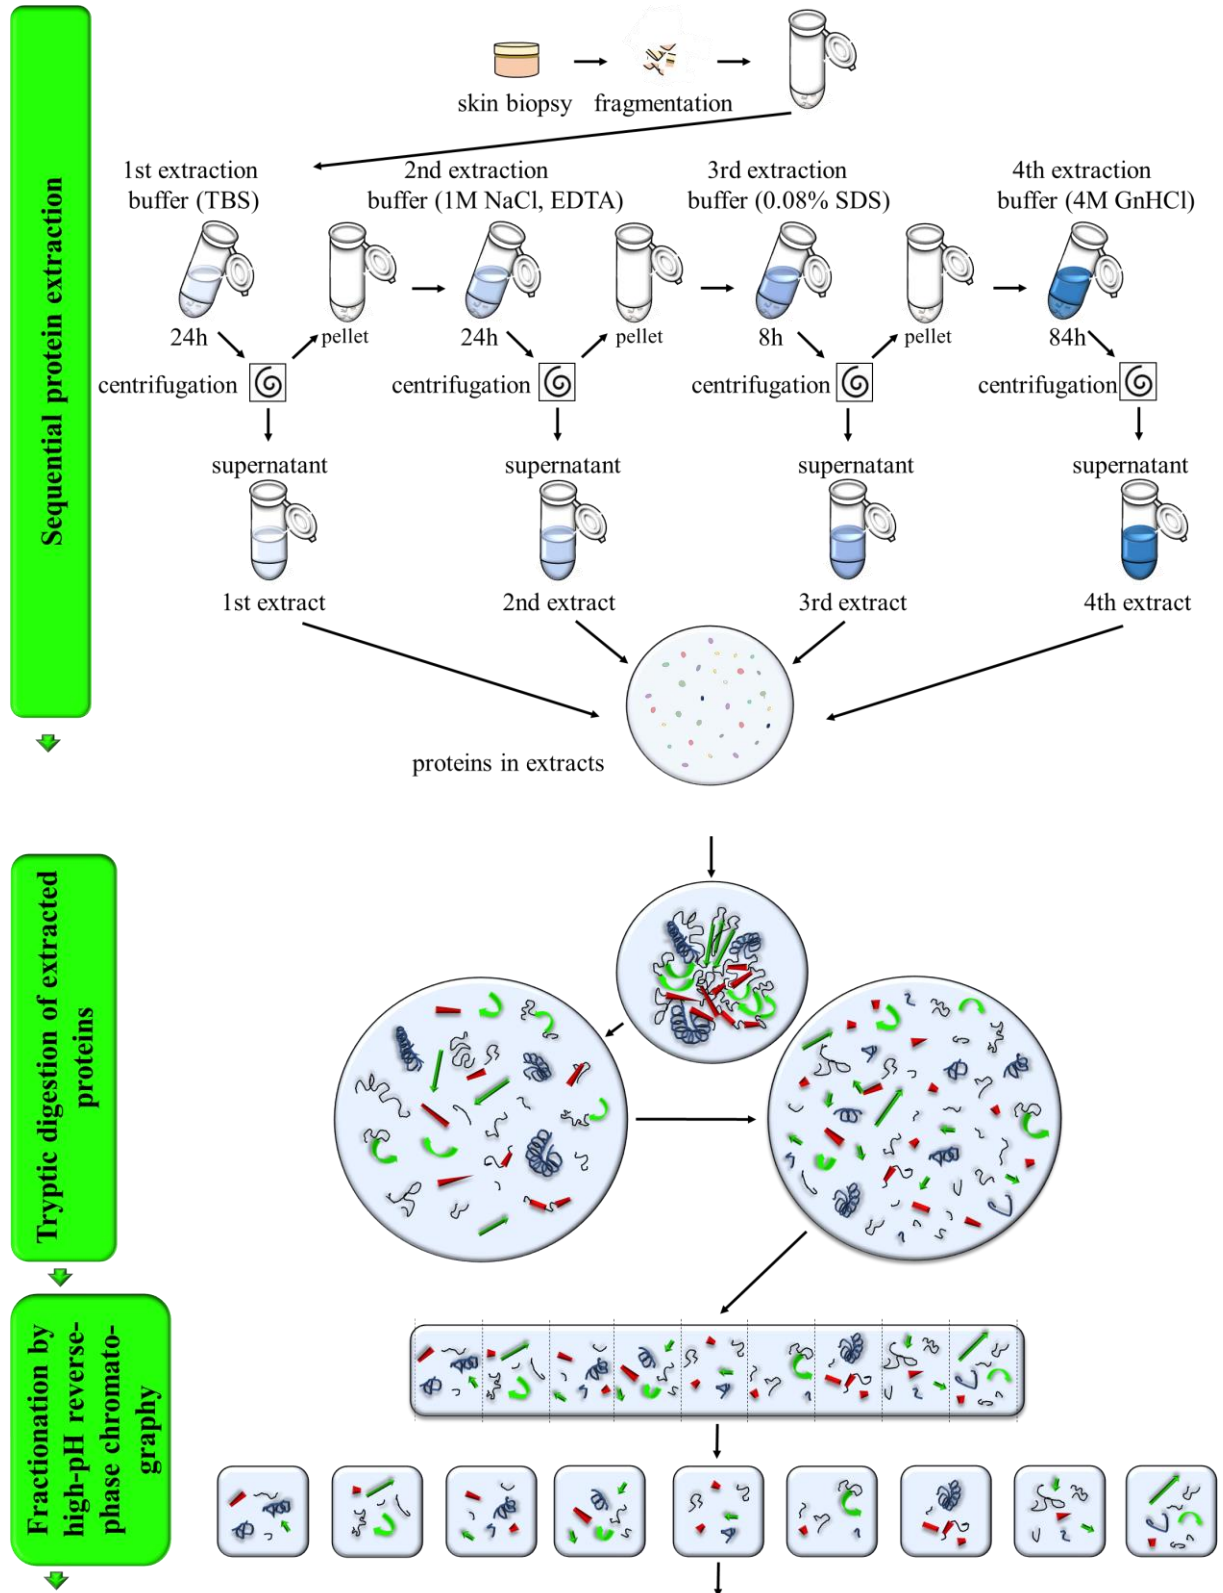 Sequential protein extraction
skin biopsy
fragmentation
1st extraction
buffer (TBS)
2nd extraction
buffer (1M NaCl, EDTA)
3rd extraction
buffer (0.08% SDS)
4th extraction
buffer (4M GnHCl)
24h
pellet
24h
pellet
8h
pellet
84h
centrifugation
centrifugation
centrifugation
centrifugation
supernatant
supernatant
supernatant
supernatant
1st extract
2nd extract
3rd extract
4th extract
proteins in extracts
Tryptic digestion of extracted
proteins
Fractionation by
high-pH reverse-
phase chromato-
graphy